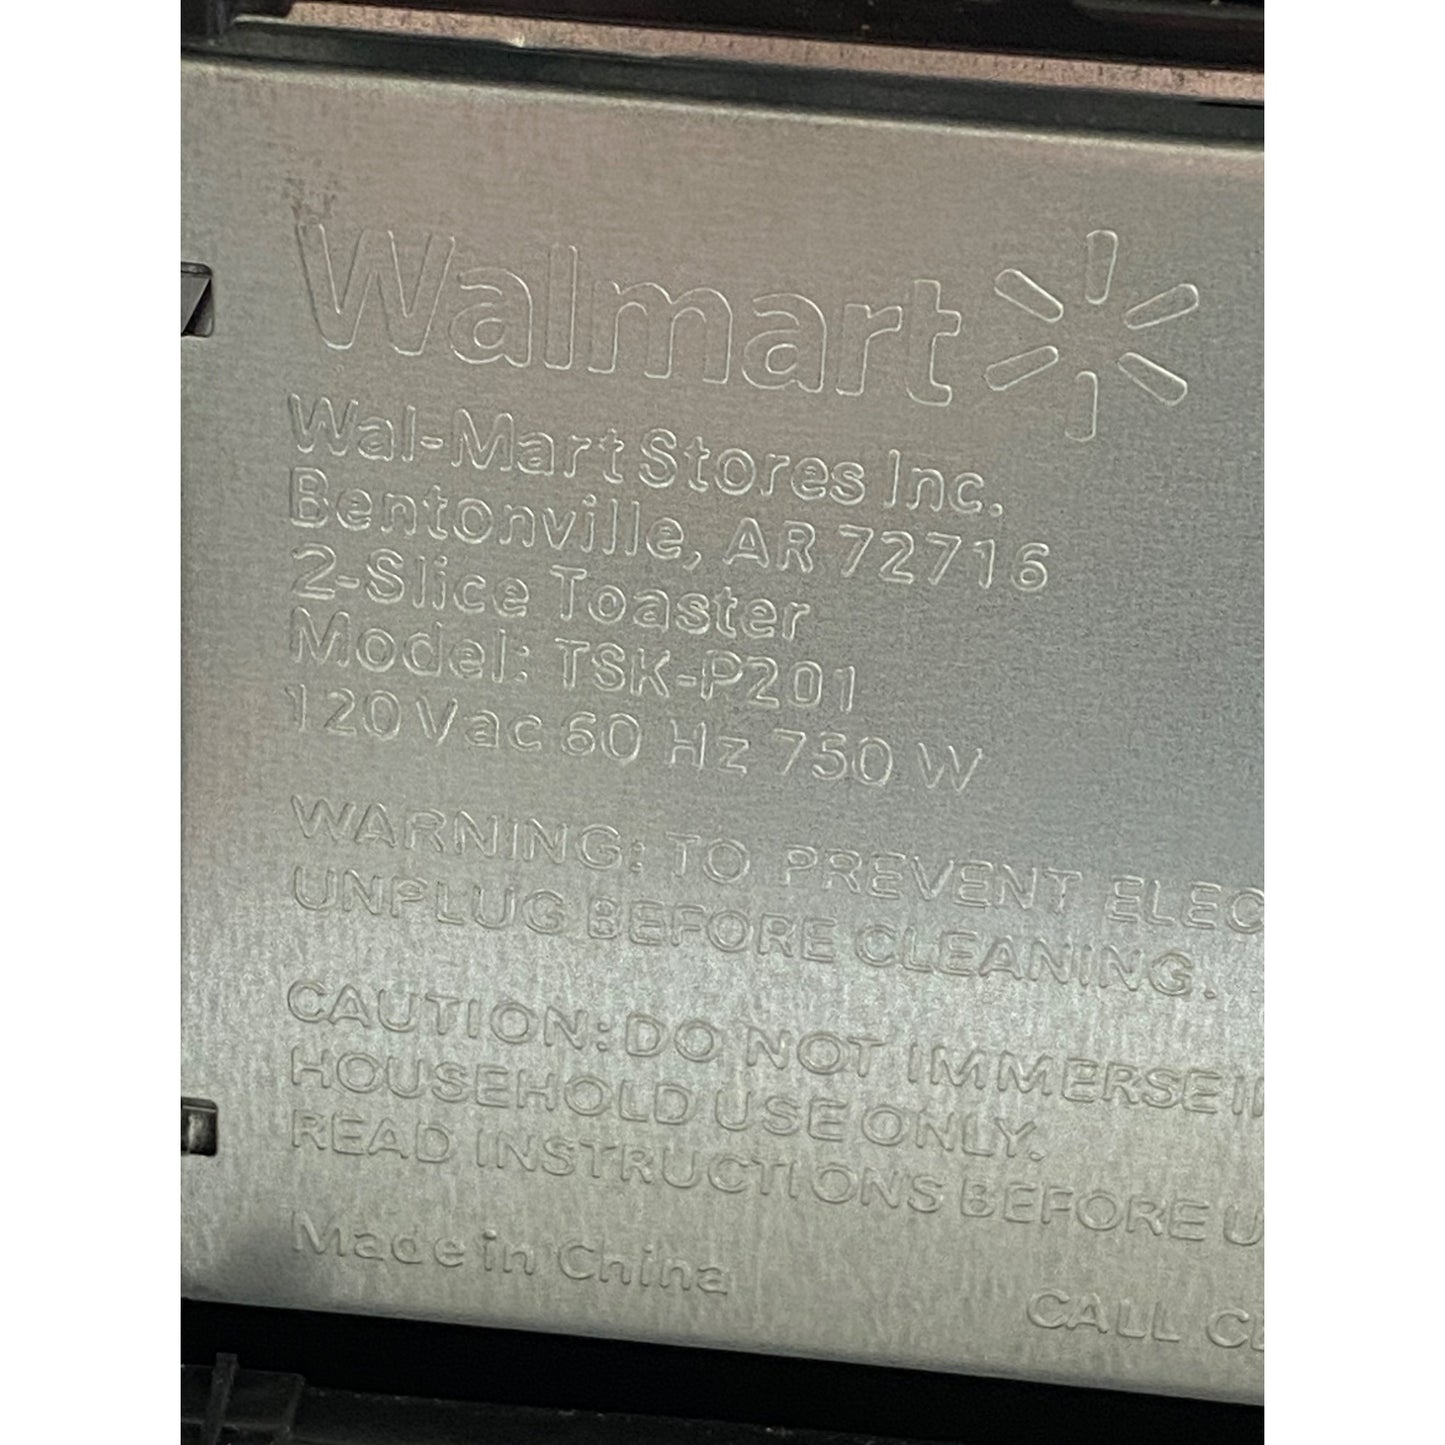 Walmart
Wal-Mart Stores Inc.
Bentonville, AR 72716
2-Slice Toaster
Model: TSK-P201
120 Vac 60 Hz 750 W
WARNING: TO PREVENT ELEC
UNPLUG BEFORE CLEANING.
CAUTION: DO NOT IMMERSE
HOUSEHOLD USE ONLY.
READ INSTRUCTIONS BEFORE U
Made in China
CALL